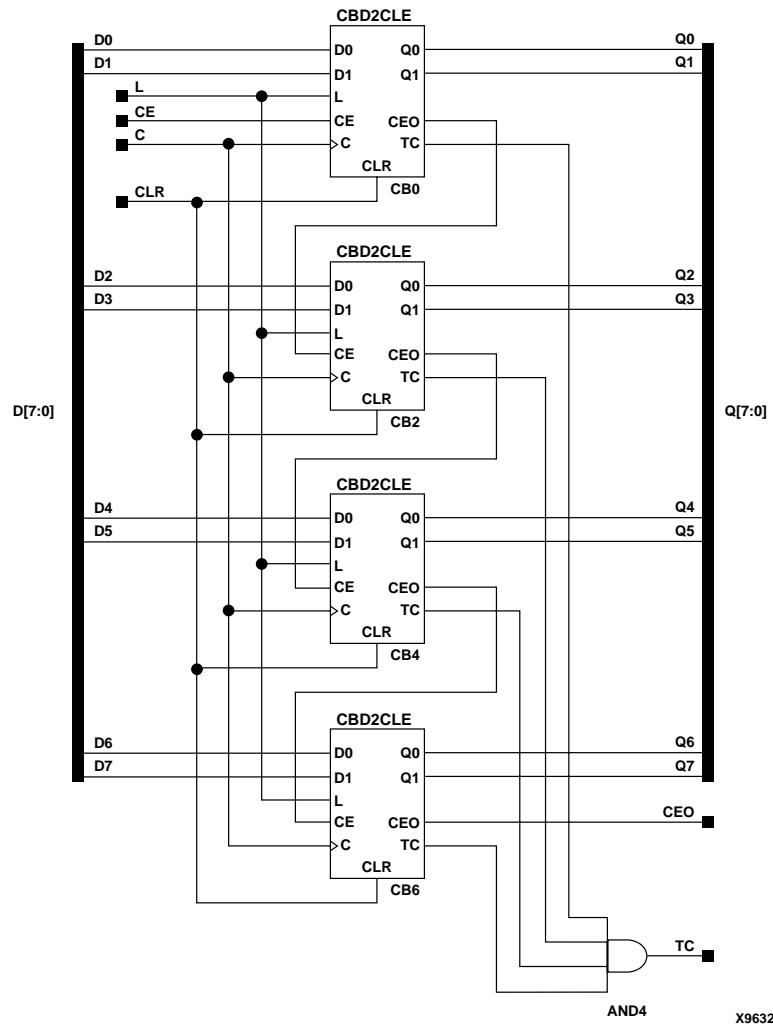 CBD2CLE
D0 D0 Q0 Q0
D1 D1 Q1 Q1
L L
CE CE CEO
C C TC
CLR
CLR CB0
CBD2CLE
D2 D0 Q0 Q2
D3 D1 Q1 Q3
L
CE CEO
C TC
CLR
CB2
D[7:0] Q[7:0]
CBD2CLE
D4 D0 Q0 Q4
D5 D1 Q1 Q5
L
CE CEO
C TC
CLR
CB4
CBD2CLE
D6 D0 Q0 Q6
D7 D1 Q1 Q7
L
CE CEO CEO
C TC
CLR
CB6
TC
AND4
X9632